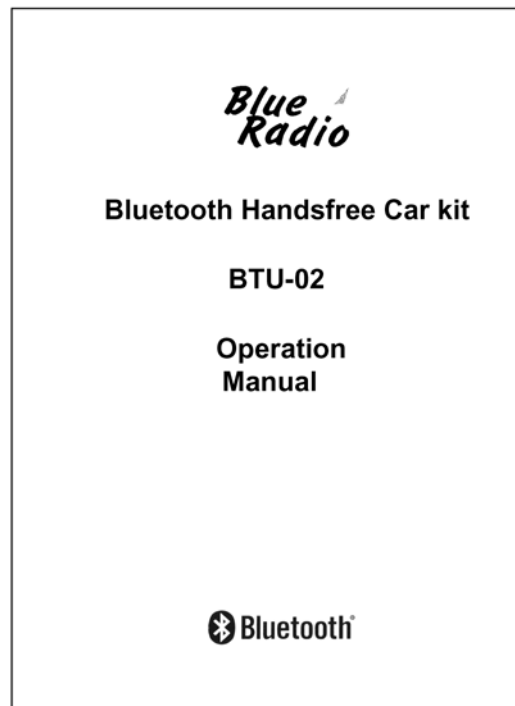 Blue
Radio
Bluetooth Handsfree Car kit
BTU-02
Operation
Manual
Bluetooth®